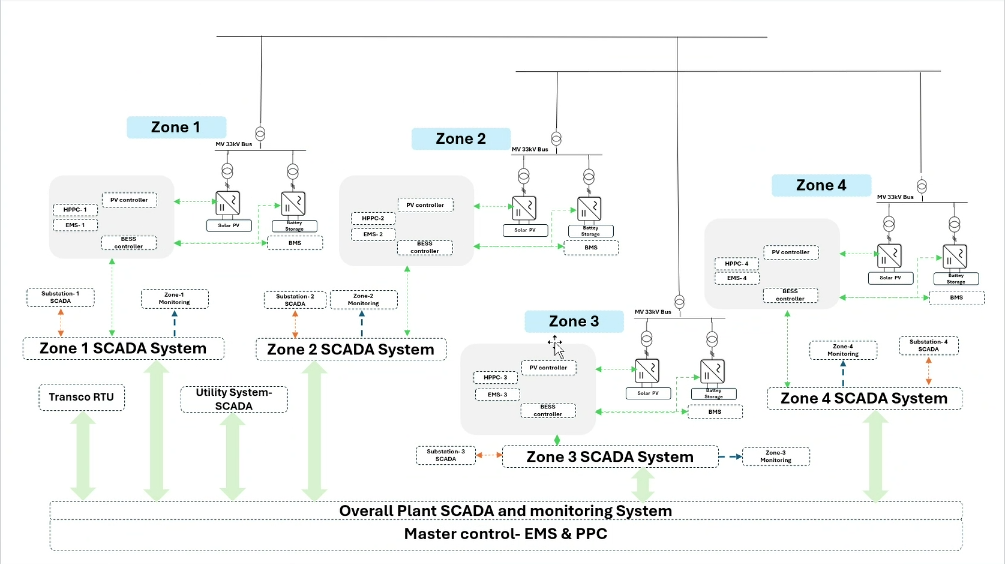 Zone 1
MV 33kV Bus
PV controller
HPPC- 1
EMS- 1
BESS
controller
Solar PV
Battey
Storage
BMS
Substation- 1
SCADA
Zone-1
Monitoring
Zone 1 SCADA System
Zone 2
MV 33kV Bus
PV controller
HPPC-2
EMS- 2
BESS
controller
Solar PV
Battey
Storage
BMS
Substation- 2
SCADA
Zone-2
Monitoring
Zone 2 SCADA System
Zone 3
MV 33kV Bus
PV controller
HPPC- 3
EMS- 3
BESS
controller
Solar PV
Battey
Storage
BMS
Substation- 3
SCADA
Zone 3 SCADA System
Zone-3
Monitoring
Zone 4
MV 33kV Bus
PV controller
HPPC- 4
EMS- 4
BESS
controller
Solar PV
Battey
Storage
BMS
Zone-4
Monitoring
Substation- 4
SCADA
Zone 4 SCADA System
Transco RTU
Utility System-
SCADA
Overall Plant SCADA and monitoring System
Master control- EMS & PPC